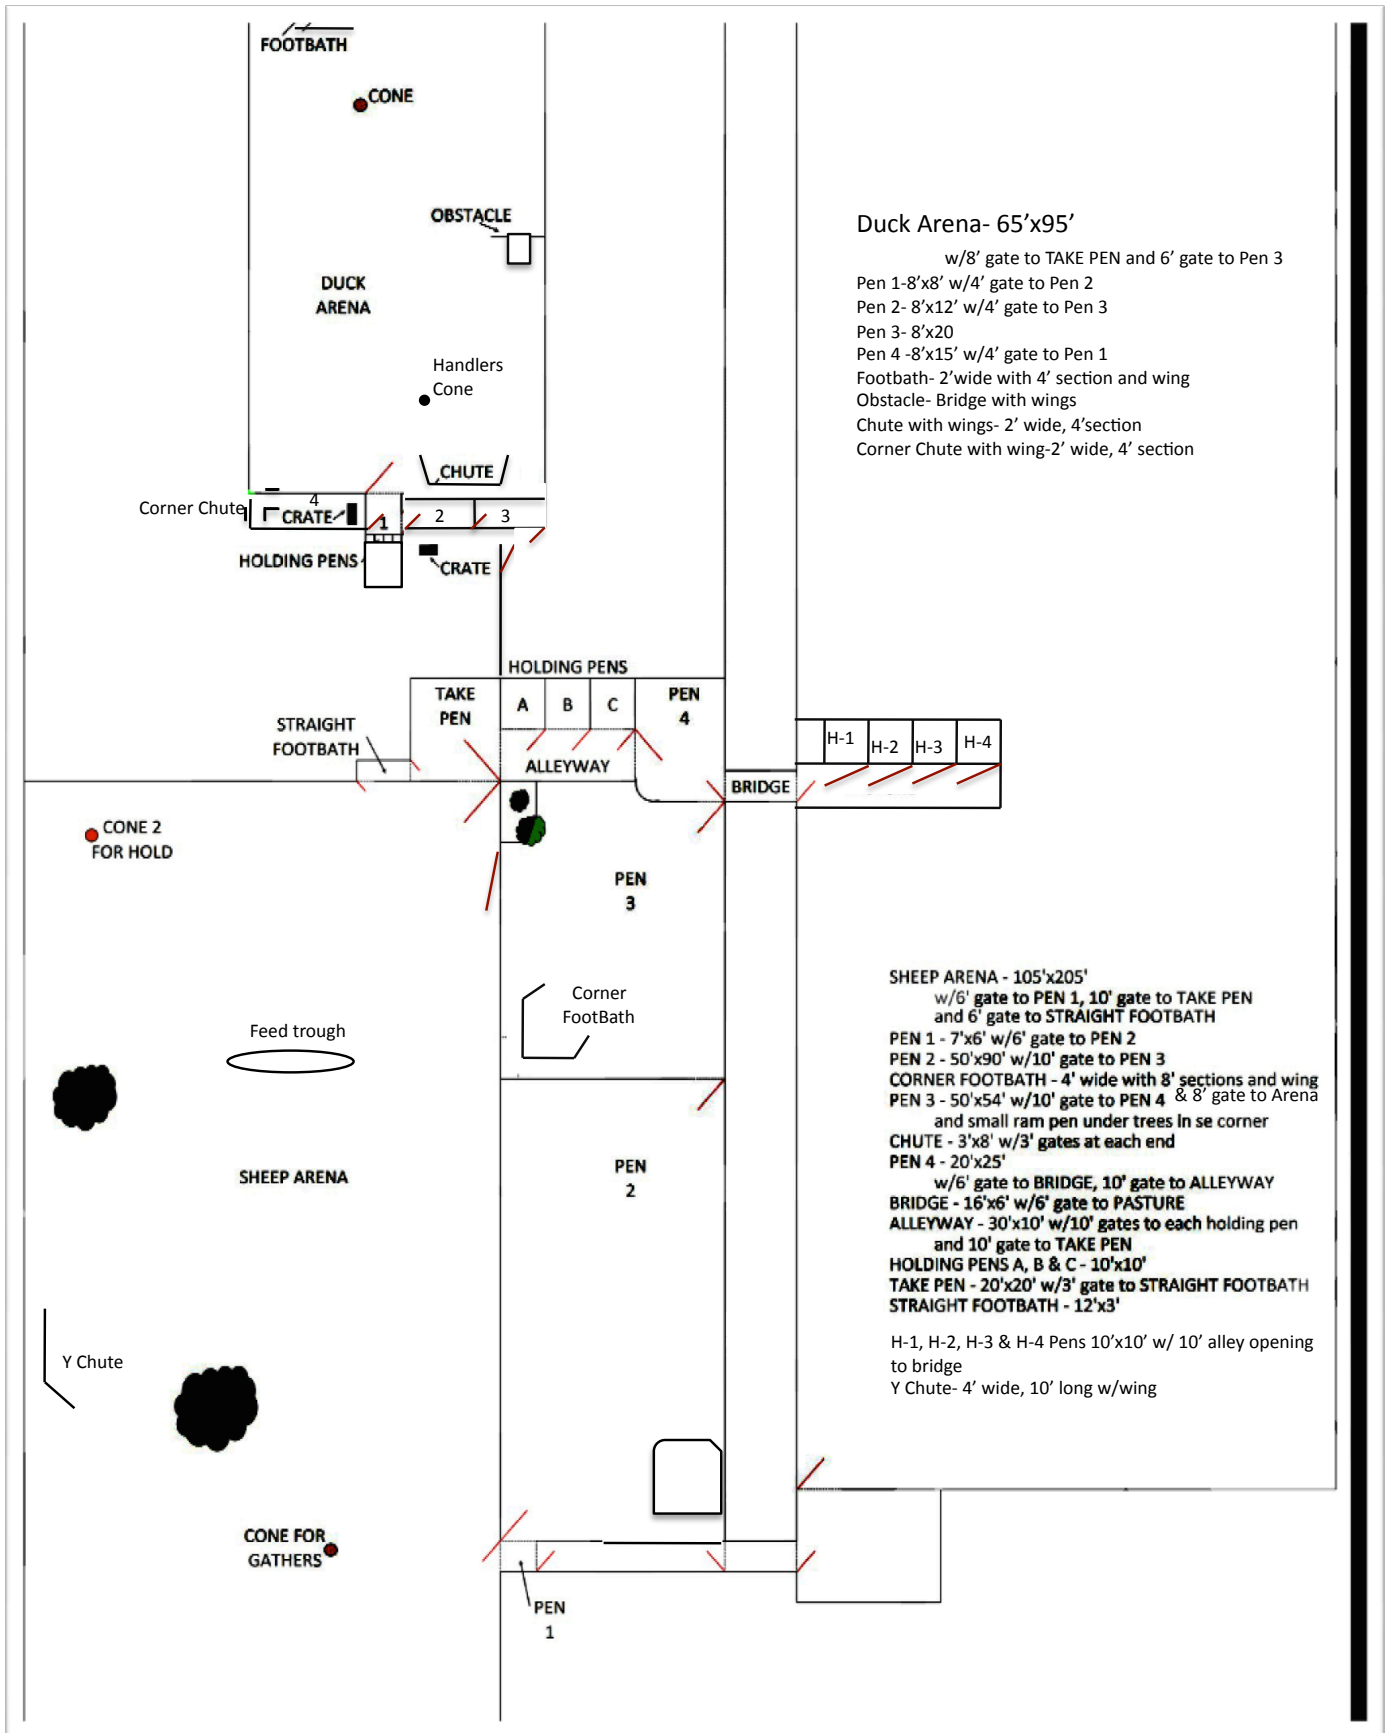 FOOTBATH
CONE
OBSTACLE
DUCK
ARENA
Handlers
Cone
CHUTE
Corner Chute
4
CRATE
1
2
3
HOLDING PENS
CRATE
Duck Arena- 65’x95’
w/8’ gate to TAKE PEN and 6’ gate to Pen 3
Pen 1-8’x8’ w/4’ gate to Pen 2
Pen 2- 8’x12’ w/4’ gate to Pen 3
Pen 3- 8’x20
Pen 4 -8’x15’ w/4’ gate to Pen 1
Footbath- 2’wide with 4’ section and wing
Obstacle- Bridge with wings
Chute with wings- 2’ wide, 4’section
Corner Chute with wing-2’ wide, 4’ section
HOLDING PENS
TAKE
PEN
A
B
C
PEN
4
STRAIGHT
FOOTBATH
ALLEYWAY
BRIDGE
H-1
H-2
H-3
H-4
CONE 2
FOR HOLD
PEN
3
Corner
FootBath
Feed trough
SHEEP ARENA
PEN
2
Y Chute
CONE FOR
GATHERS
PEN
1
SHEEP ARENA - 105'x205'
w/6' gate to PEN 1, 10' gate to TAKE PEN
and 6' gate to STRAIGHT FOOTBATH
PEN 1 - 7'x6' w/6' gate to PEN 2
PEN 2 - 50'x90' w/10' gate to PEN 3
CORNER FOOTBATH - 4' wide with 8' sections and wing
PEN 3 - 50'x54' w/10' gate to PEN 4 & 8’ gate to Arena
and small ram pen under trees in se corner
CHUTE - 3'x8' w/3' gates at each end
PEN 4 - 20'x25'
w/6' gate to BRIDGE, 10' gate to ALLEYWAY
BRIDGE - 16'x6' w/6' gate to PASTURE
ALLEYWAY - 30'x10' w/10' gates to each holding pen
and 10' gate to TAKE PEN
HOLDING PENS A, B & C - 10'x10'
TAKE PEN - 20'x20' w/3' gate to STRAIGHT FOOTBATH
STRAIGHT FOOTBATH - 12'x3'
H-1, H-2, H-3 & H-4 Pens 10’x10’ w/ 10’ alley opening
to bridge
Y Chute- 4’ wide, 10’ long w/wing